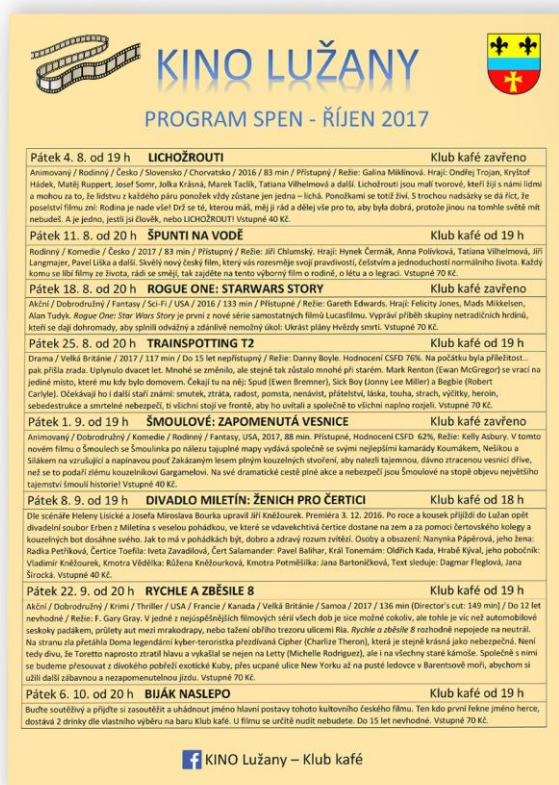 KINO LUŽANY
PROGRAM SPEN - ŘÍJEN 2017
Pátek 4. 8. od 19 h LICHOŽROUTI Klub kafé zavřeno
Animovaný / Rodinný / Česko / Slovensko / Chorvatsko / 2016 / 83 min / Přístupný / Režie: Galina Miklínová. Hrají: Ondřej Trojan, Kryštof
Hádek, Matěj Ruppert, Josef Somr, Jolka Krásná, Marek Taclík, Tatiana Vilhelmová a další. Lichožrouti jsou malí tvorové, kteří žijí s námi lidmi
a mohou za to, že lidstvu z každého páru ponožek vždy zůstane jen jedna – lichá. Ponožkami se totiž živí. S trochou nadsázky se dá říct, že
poselství filmu zní: Rodina je nade vše! Drž se toho, kterou máš, měj ji rád a dělej vše pro to, aby byla dobrá, protože jinou na tomhle světě mít
nebudeš. A je jedno, jestli jsi člověk, nebo LICHOŽROUT! Vstupné 40 Kč.
Pátek 11. 8. od 20 h ŠPUNTI NA VODĚ Klub kafé od 19 h
Rodinný / Komedie / Česko / 2017 / 83 min / Přístupný / Režie: Jiří Chlumský. Hrají: Hynek Čermák, Anna Polívková, Tatiana Vilhelmová, Jiří
Langmajer, Pavel Liška a další. Skvělý nový český film, který vás rozesměje svojí pravdivostí, češstvím a jednoduchostí normálního života. Každý
komu se líbí filmy ze života, rádi se smějí, tak zajděte na tento výborný film o rodině, o létu a o legraci. Vstupné 70 Kč.
Pátek 18. 8. od 20 h ROGUE ONE: STARWARS STORY Klub kafé od 19 h
Akční / Dobrodružný / Fantasy / Sci-Fi / USA / 2016 / 133 min / Přístupné / Režie: Gareth Edwards. Hrají: Felicity Jones, Mads Mikkelsen,
Alan Tudyk. Rogue One: Star Wars Story je první z nové série samostatných filmů Lucasfilmu. Vypráví příběh skupiny netradičních hrdinů,
kteří se dají dohromady, aby splnili odvážný a zdánlivě nemožný úkol: Ukrást plány Hvězdy smrti. Vstupné 70 Kč.
Pátek 25. 8. od 20 h TRAINSPOTTING T2 Klub kafé od 19 h
Drama / Velká Británie / 2017 / 117 min / Do 15 let nepřístupný / Režie: Danny Boyle. Hodnocení CSFD 76%. Na počátku byla příležitost...
pak přišla zrada. Uplynulo dvacet let. Mnohé se změnilo, ale stejně tak zůstalo mnohé při starém. Mark Renton (Ewan McGregor) se vrací na
jediné místo, které mu kdy bylo domovem. Čekají tu na něj: Spud (Ewen Bremner), Sick Boy (Jonny Lee Miller) a Begbie (Robert
Carlyle). Očekávají ho i další staří známí: smutek, ztráta, radost, pomsta, nenávist, přátelství, láska, touha, strach, výčitky, heroin,
sebedestrukce a smrtelné nebezpečí, ti všichni stojí ve frontě, aby ho uvítali a společně to všichni naplno rozjeli. Vstupné 70 Kč.
Pátek 1. 9. od 19 h ŠMOULOVÉ: ZAPOMENUTÁ VESNICE Klub kafé zavřeno
Animovaný / Dobrodružný / Komedie / Rodinný / Fantasy, USA, 2017, 88 min. Přístupné, Hodnocení CSFD 62%, Režie: Kelly Asbury. V tomto
novém filmu o Šmoulech se Šmoulinka po nálezu tajuplné mapy vydává společně se svými nejlepšími kamarády Koumákem, Nešikou a
Silákem na vzrušující a napínavou pouť Zakázaným lesem plným kouzelných stvoření, aby nalezli tajemnou, dávno ztracenou vesnici dříve,
než se to podaří zlému kouzelníkovi Gargamelovi. Na své dramatické cestě plné akce a nebezpečí jsou Šmoulové na stopě objevu největšího
tajemství šmoulí historie! Vstupné 40 Kč.
Pátek 8. 9. od 19 h DIVADLO MILETÍN: ŽENICH PRO ČERTICI Klub kafé od 18 h
Dle scénáře Heleny Lisické a Josefa Miroslava Bourka upravil Jiří Kněžourek. Premiéra 3. 12. 2016. Po roce a kousek přijíždí do Lužan opět
divadelní soubor Erben z Miletína s veselou pohádkou, ve které se vdavekchtivá čertice dostane na zem a za pomoci čertovského kolegy a
kouzelných bot dosáhne svého. Jak to má v pohádkách být, dobro a zdravý rozum zvítězí. Osoby a obsazení: Nanynka Pápěrová, jeho žena:
Radka Petříková, Čertice Toefila: Iveta Zavadilová, Čert Salamander: Pavel Balihar, Král Tonemám: Oldřich Kada, Hrabě Kýval, jeho pobočník:
Vladimír Kněžourek, Kmotra Vědělka: Růžena Kněžourková, Kmotra Potměšilka: Jana Bartoníčková, Text sleduje: Dagmar Fleglová, Jana
Široká. Vstupné 40 Kč.
Pátek 22. 9. od 20 h RYCHLE A ZBĚSILE 8 Klub kafé od 19 h
Akční / Dobrodružný / Krimi / Thriller / USA / Francie / Kanada / Velká Británie / Samoa / 2017 / 136 min (Director's cut: 149 min) / Do 12 let
nevhodné / Režie: F. Gary Gray. V jedné z nejúspěšnějších filmových sérií všech dob je sice možné cokoliv, ale tohle je víc než automobilové
seskoky padákem, průlety aut mezi mrakodrapy, nebo tažení obřího trezoru ulicemi Ria. Rychle a zběsile 8 rozhodně nepojede na neutrál.
Na stranu zla přetáhla Doma legendární kyber-teroristka přezdívaná Cipher (Charlize Theron), která je stejně krásná jako nebezpečná. Není
tedy divu, že Toretto naprosto ztratil hlavu a vykašlal se nejen na Letty (Michelle Rodriguez), ale i na všechny staré kámoše. Společně s nimi
se budeme přesouvat z divokého pobřeží exotické Kuby, přes ucpané ulice New Yorku až na pusté ledovce v Barentsově moři, abychom si
užili další zábavnou a nezapomenutelnou jízdu. Vstupné 70 Kč.
Pátek 6. 10. od 20 h BIJÁK NASLEPO Klub kafé od 19 h
Buďte soutěživý a přijďte si zasoutěžit a uhádnout jméno hlavní postavy tohoto kultovního českého filmu. Ten kdo první řekne jméno herce,
dostává 2 drinky dle vlastního výběru na baru Klub kafé. U filmu se určitě nudit nebudete. Do 15 let nevhodné. Vstupné 70 Kč.
KINO Lužany – Klub kafé